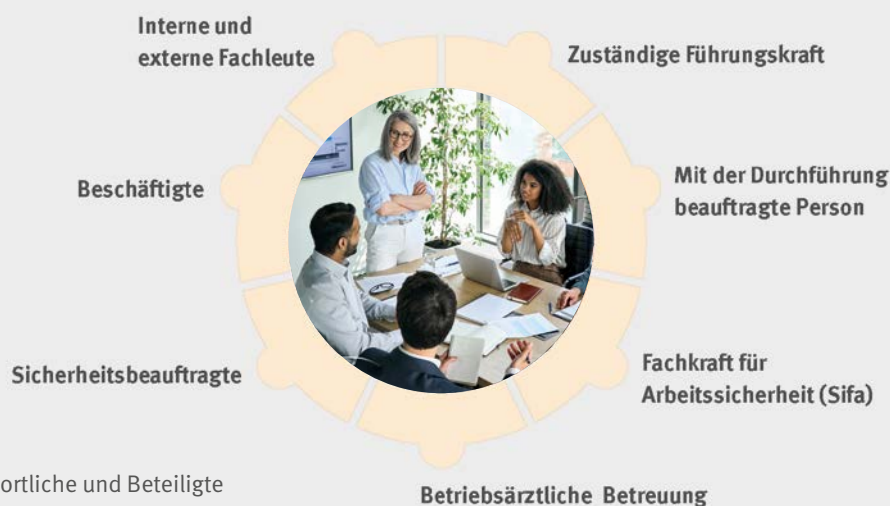 Interne und
externe Fachleute
Zuständige Führungskraft
Beschäftigte
Mit der Durchführung
beauftragte Person
Sicherheitsbeauftragte
Fachkraft für
Arbeitssicherheit (Sifa)
ortliche und Beteiligte
Betriebsärztliche Betreuung